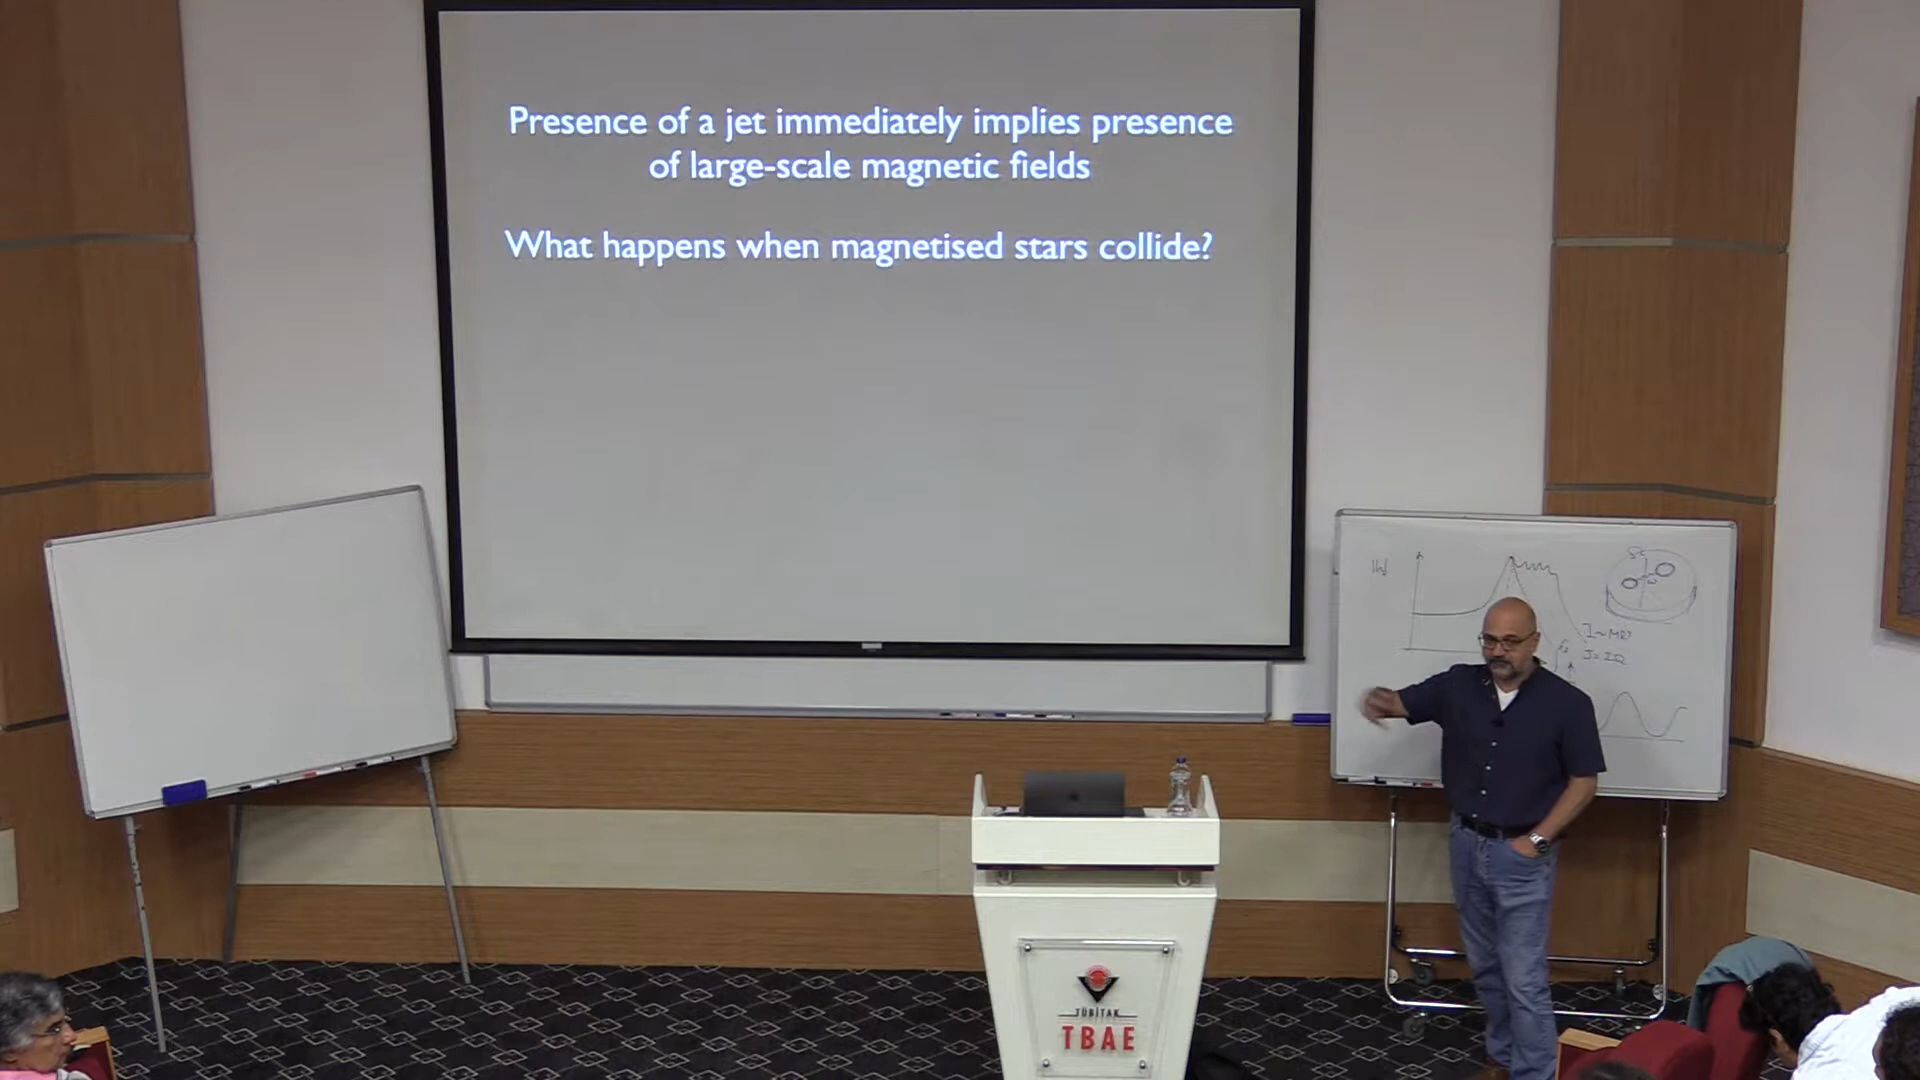 Presence of a jet immediately implies presence
of large-scale magnetic fields
What happens when magnetised stars collide?
J = IΩ
TÜBİTAK
TBAE